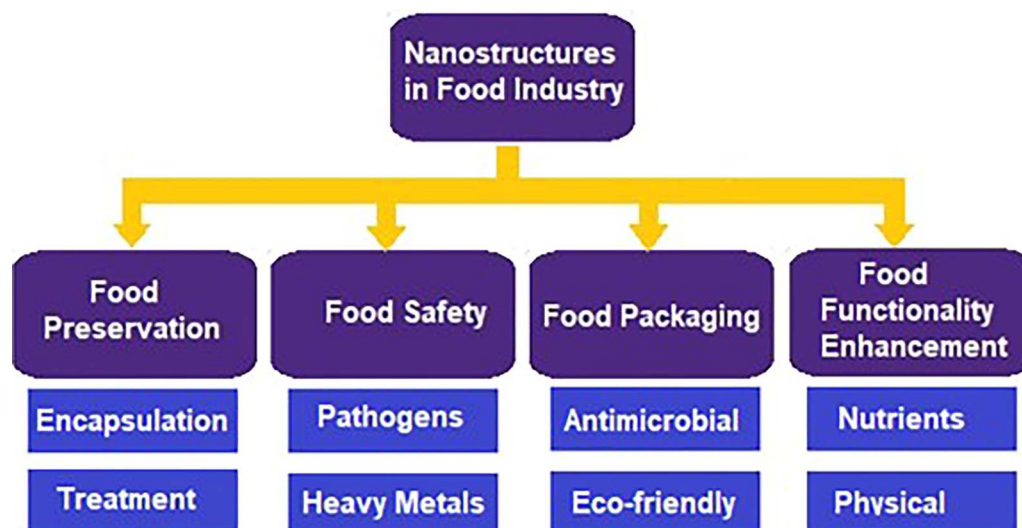 Nanostructures
in Food Industry
Food
Preservation
Food Safety
Food Packaging
Food
Functionality
Enhancement
Encapsulation
Pathogens
Antimicrobial
Nutrients
Treatment
Heavy Metals
Eco-friendly
Physical